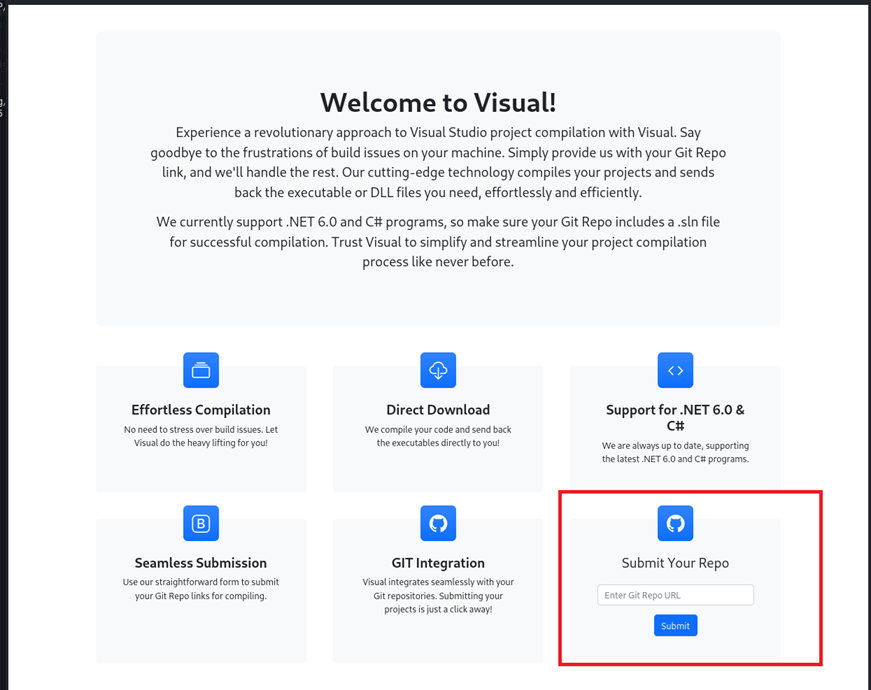 Welcome to Visual!
Experience a revolutionary approach to Visual Studio project compilation with Visual. Say
goodbye to the frustrations of build issues on your machine. Simply provide us with your Git Repo
link, and we'll handle the rest. Our cutting-edge technology compiles your projects and sends
back the executable or DLL files you need, effortlessly and efficiently.
We currently support .NET 6.0 and C# programs, so make sure your Git Repo includes a .sln file
for successful compilation. Trust Visual to simplify and streamline your project compilation
process like never before.
Effortless Compilation
No need to stress over build issues. Let
Visual do the heavy lifting for you!
Direct Download
We compile your code and send back
the executables directly to you!
Support for .NET 6.0 &
C#
We are always up to date, supporting
the latest .NET 6.0 and C# programs.
B
Seamless Submission
Use our straightforward form to submit
your Git Repo links for compiling.
GIT Integration
Visual integrates seamlessly with your
Git repositories. Submitting your
projects is just a click away!
Submit Your Repo
Enter Git Repo URL
Submit